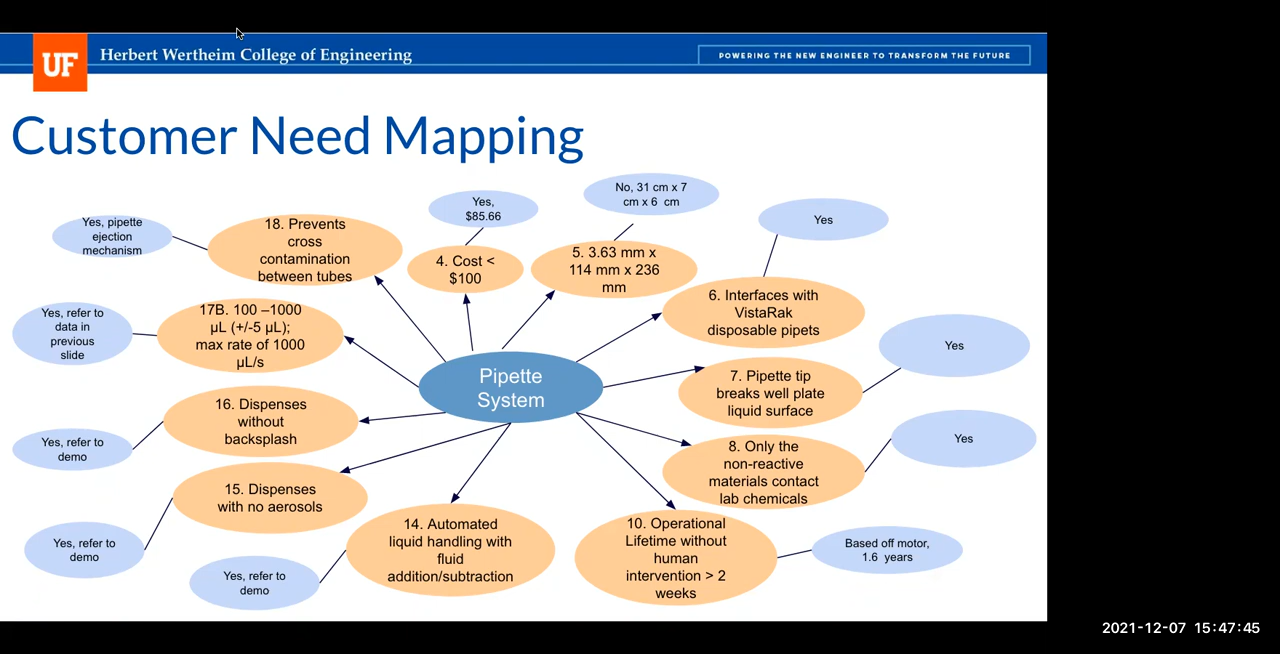 UF
Herbert Wertheim College of Engineering
POWERING THE NEW ENGINEER TO TRANSFORM THE FUTURE
Customer Need Mapping
Yes, pipette
ejection
mechanism
18. Prevents
cross
contamination
between tubes
Yes,
$85.66
4. Cost <
$100
No, 31 cm x 7
cm x 6 cm
5. 3.63 mm x
114 mm x 236
mm
Yes
6. Interfaces with
VistaRak
disposable pipets
Yes, refer to
data in
previous
slide
17B. 100 –1000
µL (+/-5 µL);
max rate of 1000
µL/s
Pipette
System
Yes
7. Pipette tip
breaks well plate
liquid surface
Yes, refer to
demo
16. Dispenses
without
backsplash
Yes
8. Only the
non-reactive
materials contact
lab chemicals
Yes, refer to
demo
15. Dispenses
with no aerosols
Yes, refer to
demo
14. Automated
liquid handling with
fluid
addition/subtraction
10. Operational
Lifetime without
human
intervention > 2
weeks
Based off motor,
1.6 years
2021-12-07 15:47:45